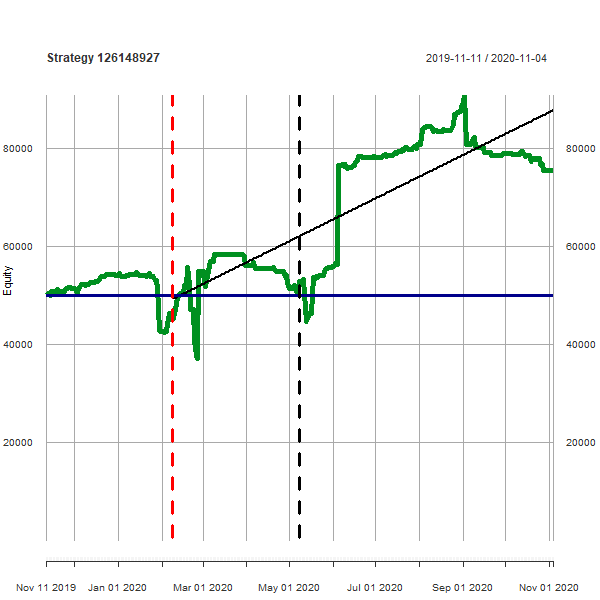 Strategy 126148927
2019-11-11 / 2020-11-04
80000
80000
60000
60000
Equity
40000
40000
20000
20000
Nov 11 2019
Jan 01 2020
Mar 01 2020
May 01 2020
Jul 01 2020
Sep 01 2020
Nov 01 2020